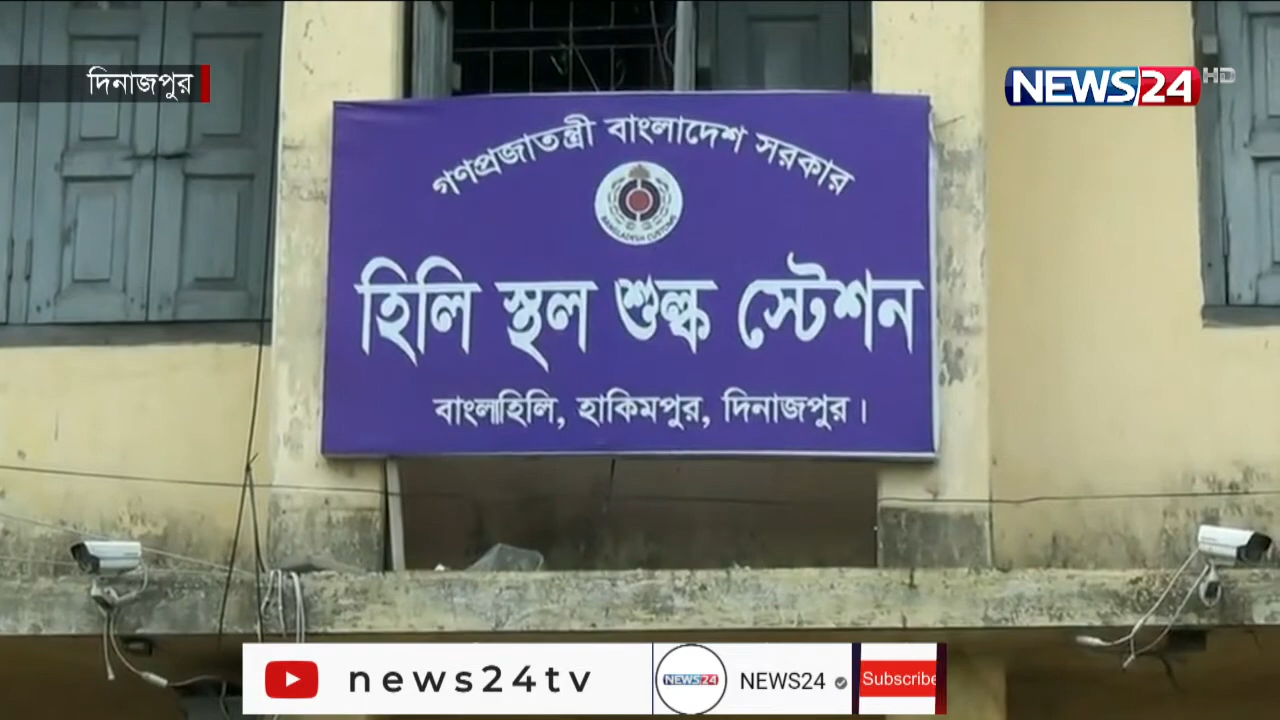 দিনাজপুর
NEWS24 HD
গণপ্রজাতন্ত্রী বাংলাদেশ সরকার
BANGLADESH CUSTOMS
হিলি স্থল শুল্ক স্টেশন
বাংলাহিলি, হাকিমপুর, দিনাজপুর।
news24tv
NEWS24
NEWS24
Subscribe